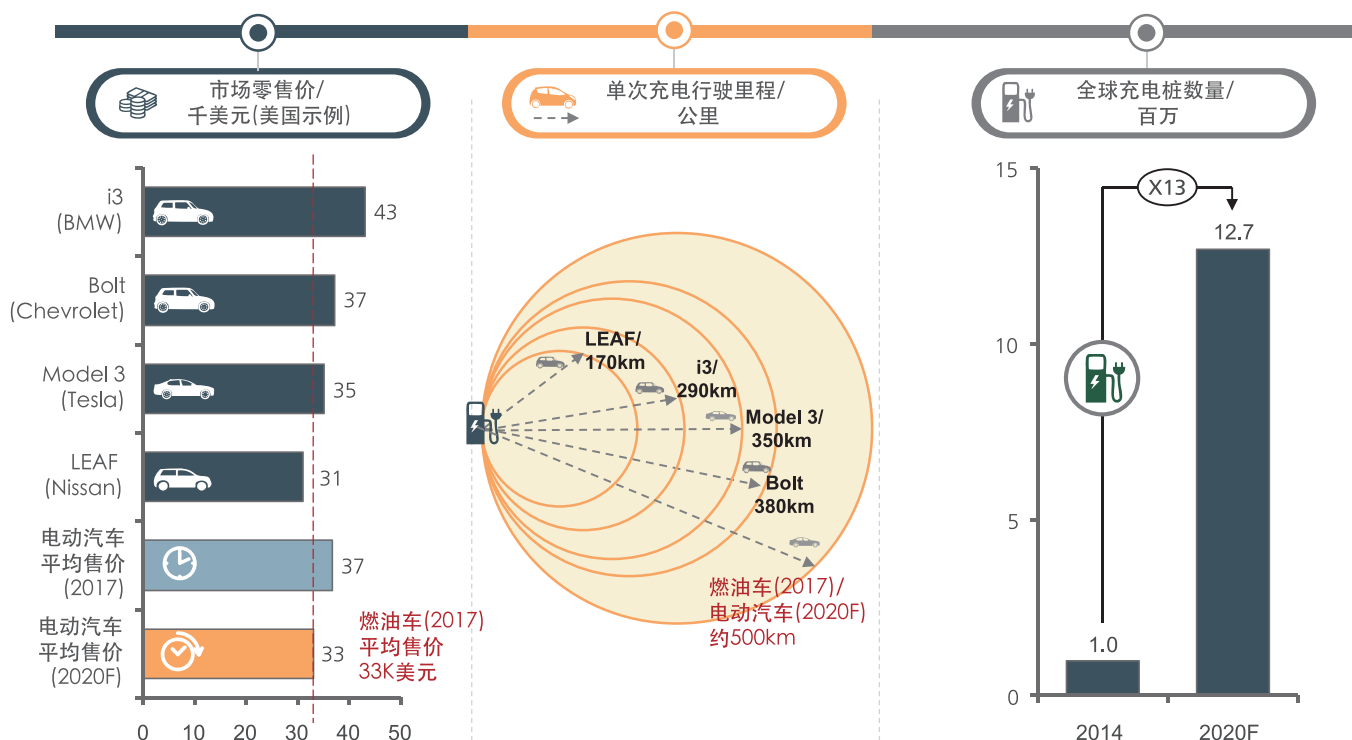 市场零售价/
千美元(美国示例)
单次充电行驶里程/
公里
全球充电桩数量/
百万
i3
(BMW)
43
Bolt
(Chevrolet)
37
Model 3
(Tesla)
35
LEAF
(Nissan)
31
电动汽车
平均售价
(2017)
37
电动汽车
平均售价
(2020F)
33
燃油车(2017)
平均售价
33K美元
0
10
20
30
40
50
LEAF/
170km
i3/
290km
Model 3/
350km
Bolt
380km
燃油车(2017)/
电动汽车(2020F)
约500km
15
10
5
0
X13
12.7
1.0
2014
2020F